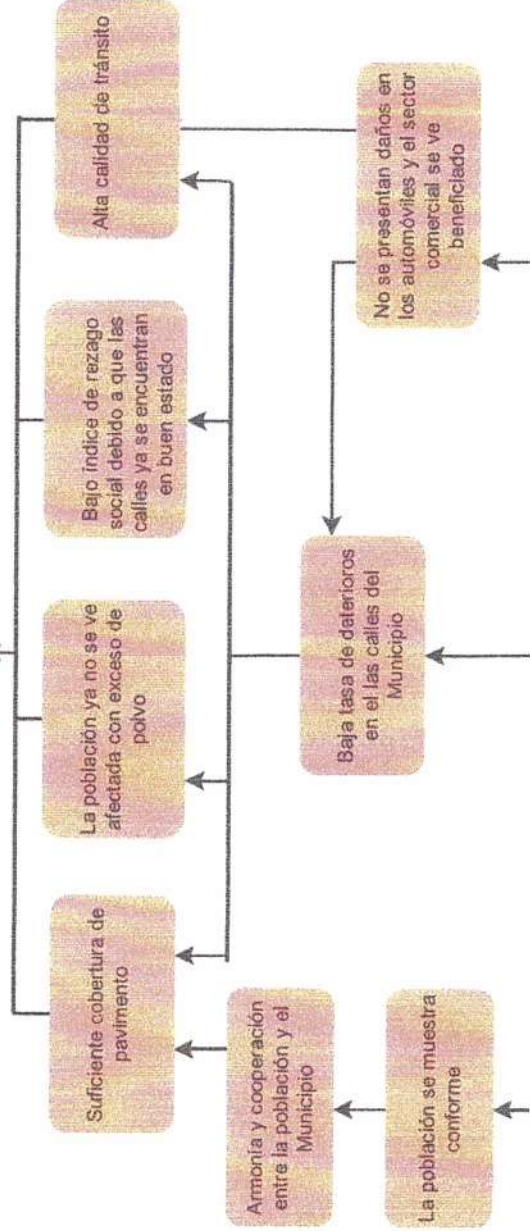 Suficiente cobertura de
pavimento
La población ya no se ve
afectada con exceso de
polvo
Bajo índice de rezago
social debido a que las
calles ya se encuentran
en buen estado
Alta calidad de tránsito
Armonía y cooperación
entre la población y el
Municipio
Baja tasa de daterioros
en el las calles del
Municipio
No se presentan daños en
los automóviles y el sector
comercial se ve
beneficiado
La población se muestra
conforme